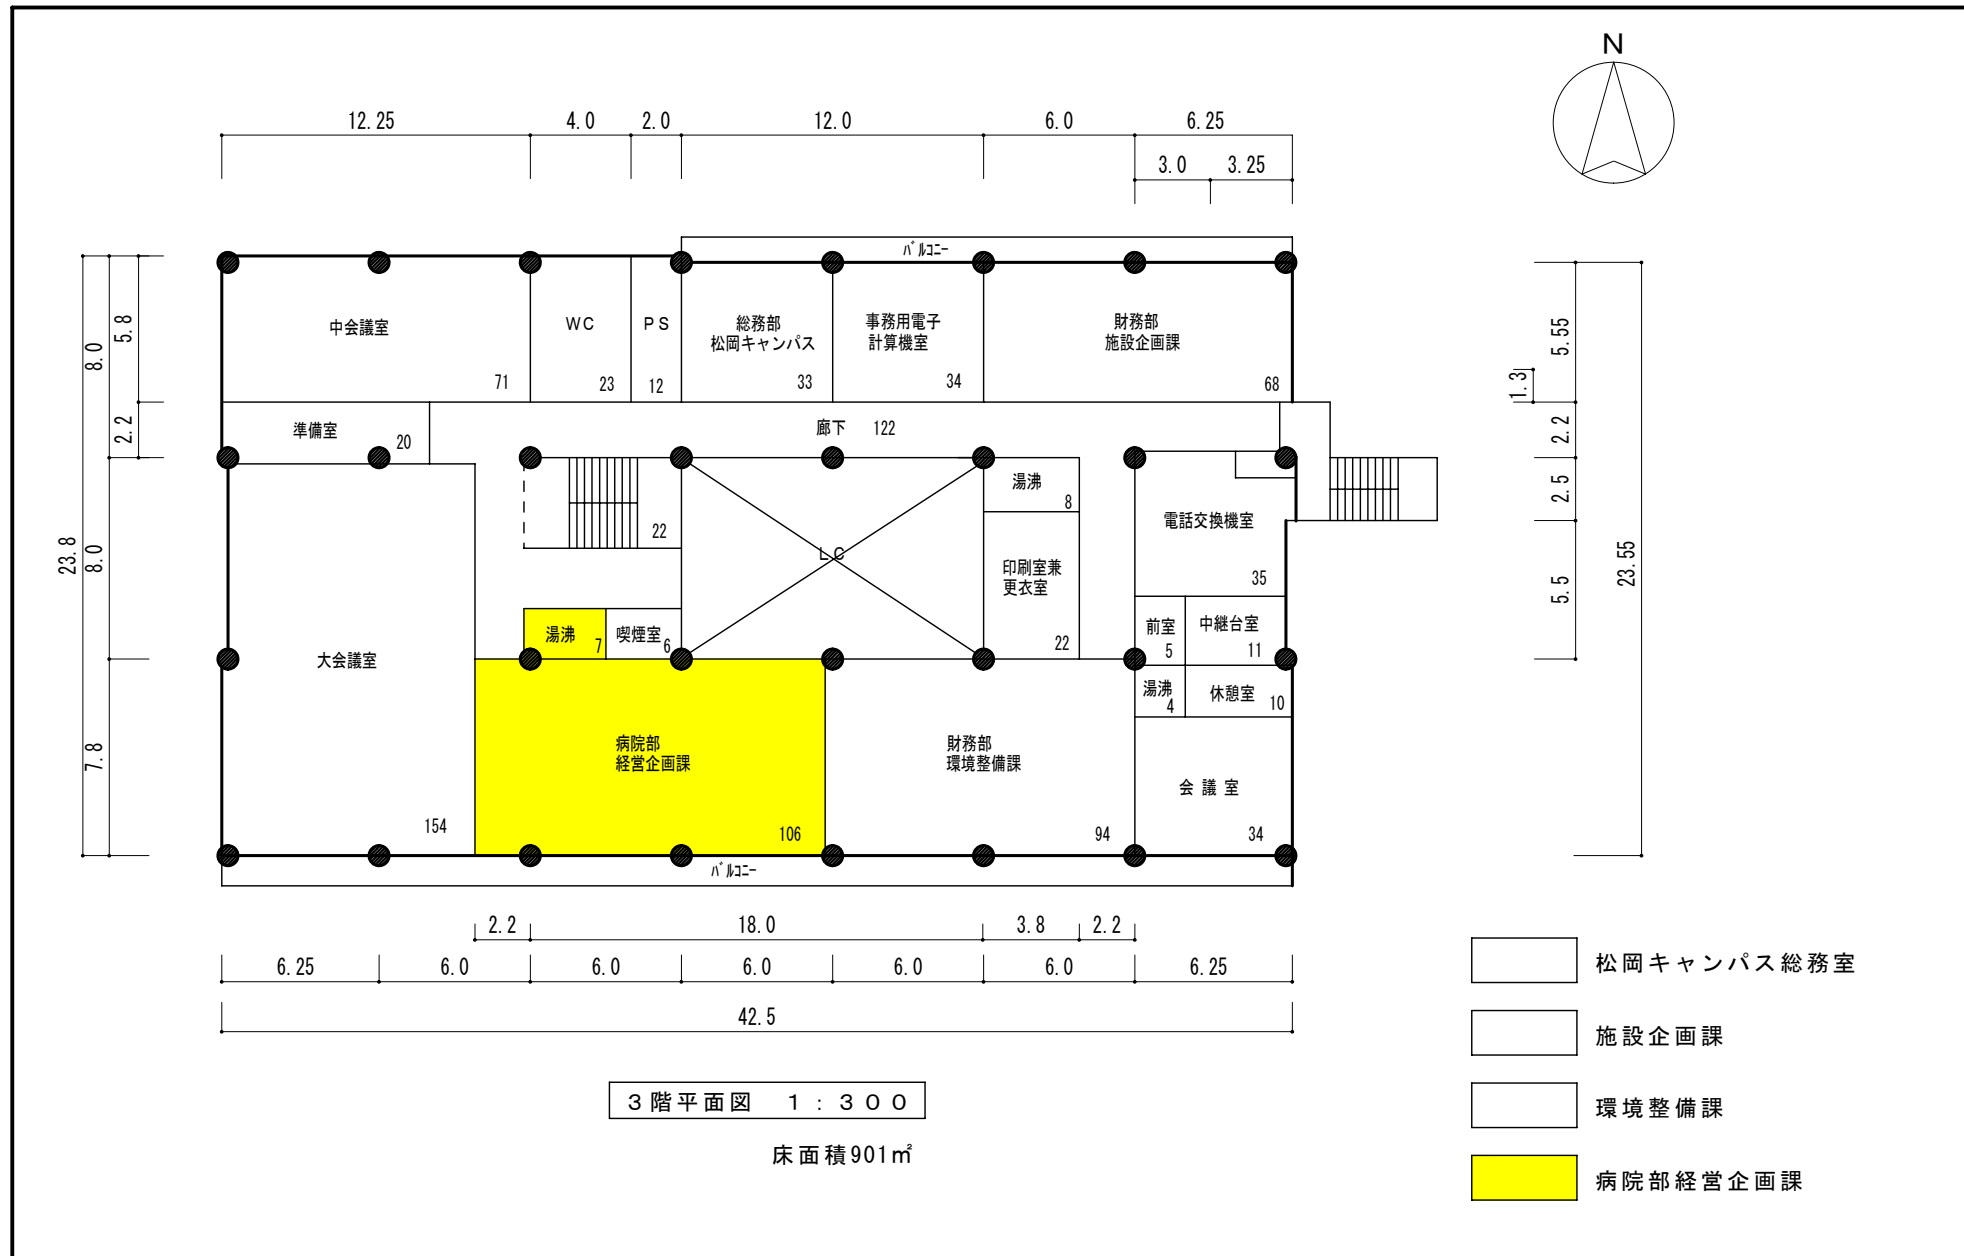 N
12.25
4.0
2.0
12.0
6.0
6.25
3.0
3.25
バルコニー
中会議室
71
WC
23
PS
12
総務部
松岡キャンパス
33
事務用電子
計算機室
34
財務部
施設企画課
68
23.8
8.0
5.8
2.2
8.0
7.8
5.55
1.3
2.2
2.5
5.5
23.55
準備室
20
廊下 122
22
LC
湯沸
8
印刷室兼
更衣室
22
電話交換機室
35
前室
5
中継台室
11
湯沸
4
休憩室
10
湯沸
7
喫煙室
6
大会議室
154
病院部
経営企画課
106
財務部
環境整備課
94
会議室
34
バルコニー
2.2
18.0
3.8
2.2
6.25
6.0
6.0
6.0
6.0
6.0
6.25
42.5
3階平面図 1:300
床面積901㎡
松岡キャンパス総務室
施設企画課
環境整備課
病院部経営企画課